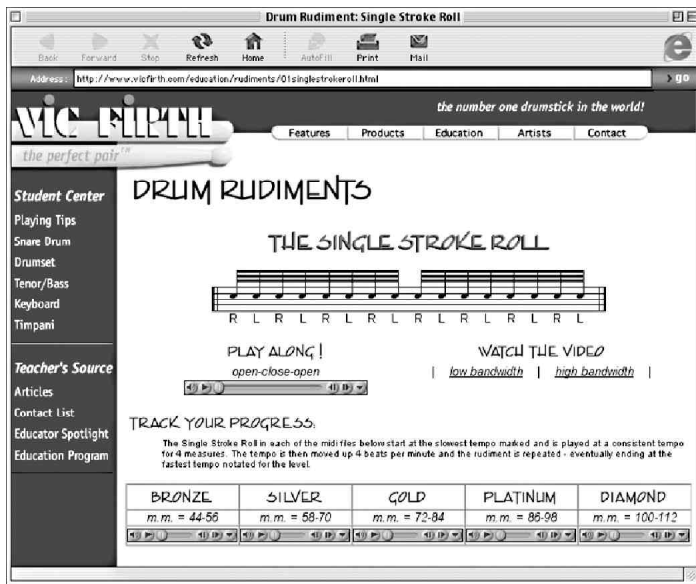 Drum Rudiment: Single Stroke Roll
Back Forward Stop Refresh Home AutoFill Print Mail
Address: http://www.vicfirth.com/education/rudiments/01singlestrokeroll.html go
VIC FIRTH
the number one drumstick in the world!
Features Products Education Artists Contact
the perfect pair™
Student Center
Playing Tips
Snare Drum
Drumset
Tenor/Bass
Keyboard
Timpani
Teacher's Source
Articles
Contact List
Educator Spotlight
Education Program
DRUM RUDIMENTS
THE SINGLE STROKE ROLL
R L R L R L R L R L R L R L R L
PLAY ALONG!
open-close-open
WATCH THE VIDEO
| low bandwidth | high bandwidth |
TRACK YOUR PROGRESS:
The Single Stroke Roll in each of the midi files below start at the slowest tempo marked and is played at a consistent tempo
for 4 measures. The tempo is then moved up 4 beats per minute and the rudiment is repeated - eventually ending at the
fastest tempo notated for the level.
BRONZE SILVER GOLD PLATINUM DIAMOND
m.m. = 44-56 m.m. = 58-70 m.m. = 72-84 m.m. = 86-98 m.m. = 100-112